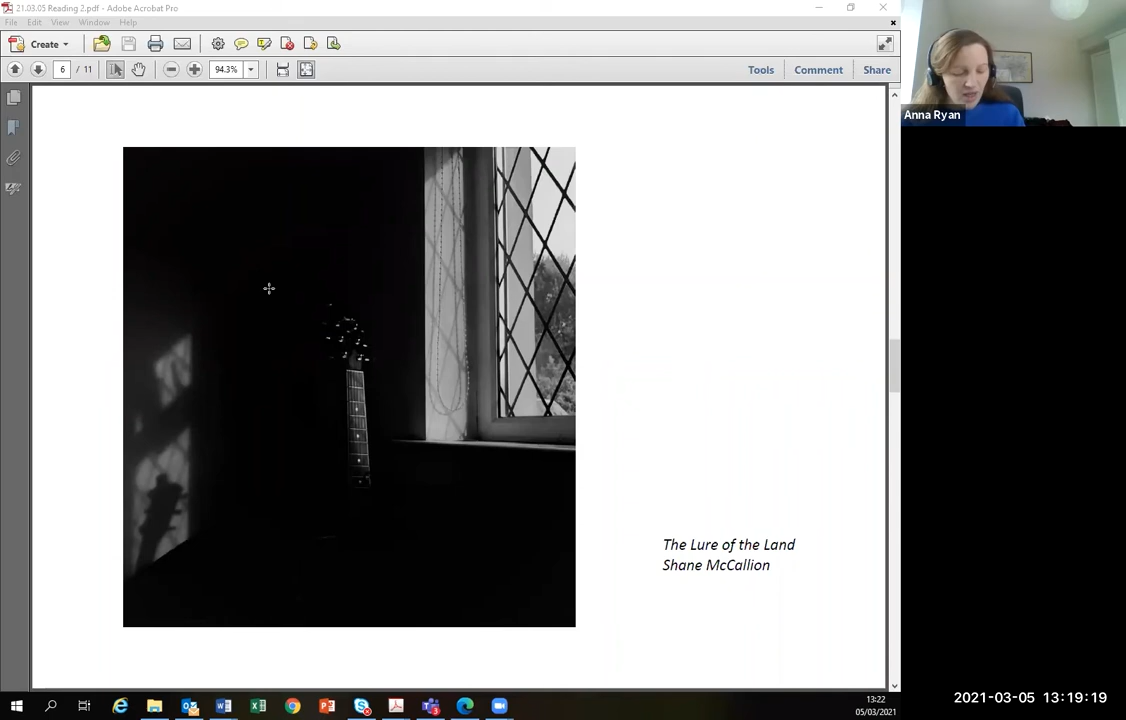 21.03.05 Reading 2.pdf - Adobe Acrobat Pro
File Edit View Window Help
Create
6 / 11
94.3%
Tools Comment Share
Anna Ryan
The Lure of the Land
Shane McCallion
13:22
05/03/2021
2021-03-05 13:19:19